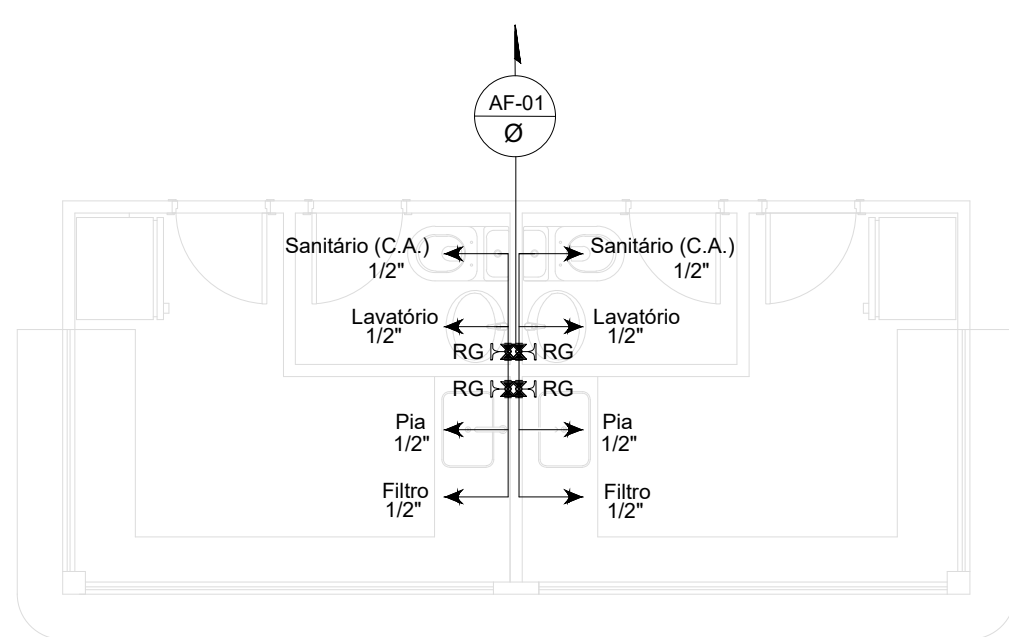 AF-01
Ø
Sanitário (C.A.)
1/2"
Sanitário (C.A.)
1/2"
Lavatório
1/2"
Lavatório
1/2"
RG RG
RG RG
Pia
1/2"
Pia
1/2"
Filtro
1/2"
Filtro
1/2"